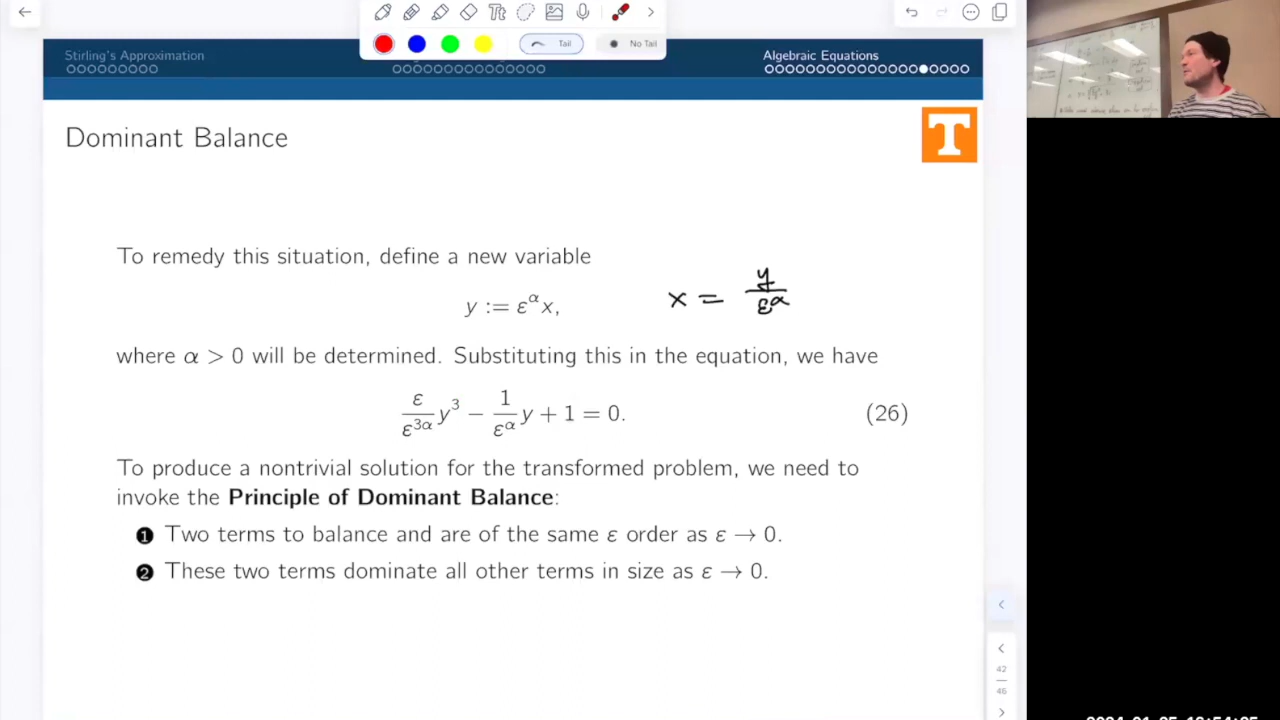 Tt
Tail
No Tail
Stirling's Approximation
Algebraic Equations
Dominant Balance
T
To remedy this situation, define a new variable
y := ε^α x,
x = y/ε^α
where α > 0 will be determined. Substituting this in the equation, we have
ε/ε^{3α} y^3 − 1/ε^α y + 1 = 0. (26)
To produce a nontrivial solution for the transformed problem, we need to
invoke the Principle of Dominant Balance:
1 Two terms to balance and are of the same ε order as ε → 0.
2 These two terms dominate all other terms in size as ε → 0.
42
46